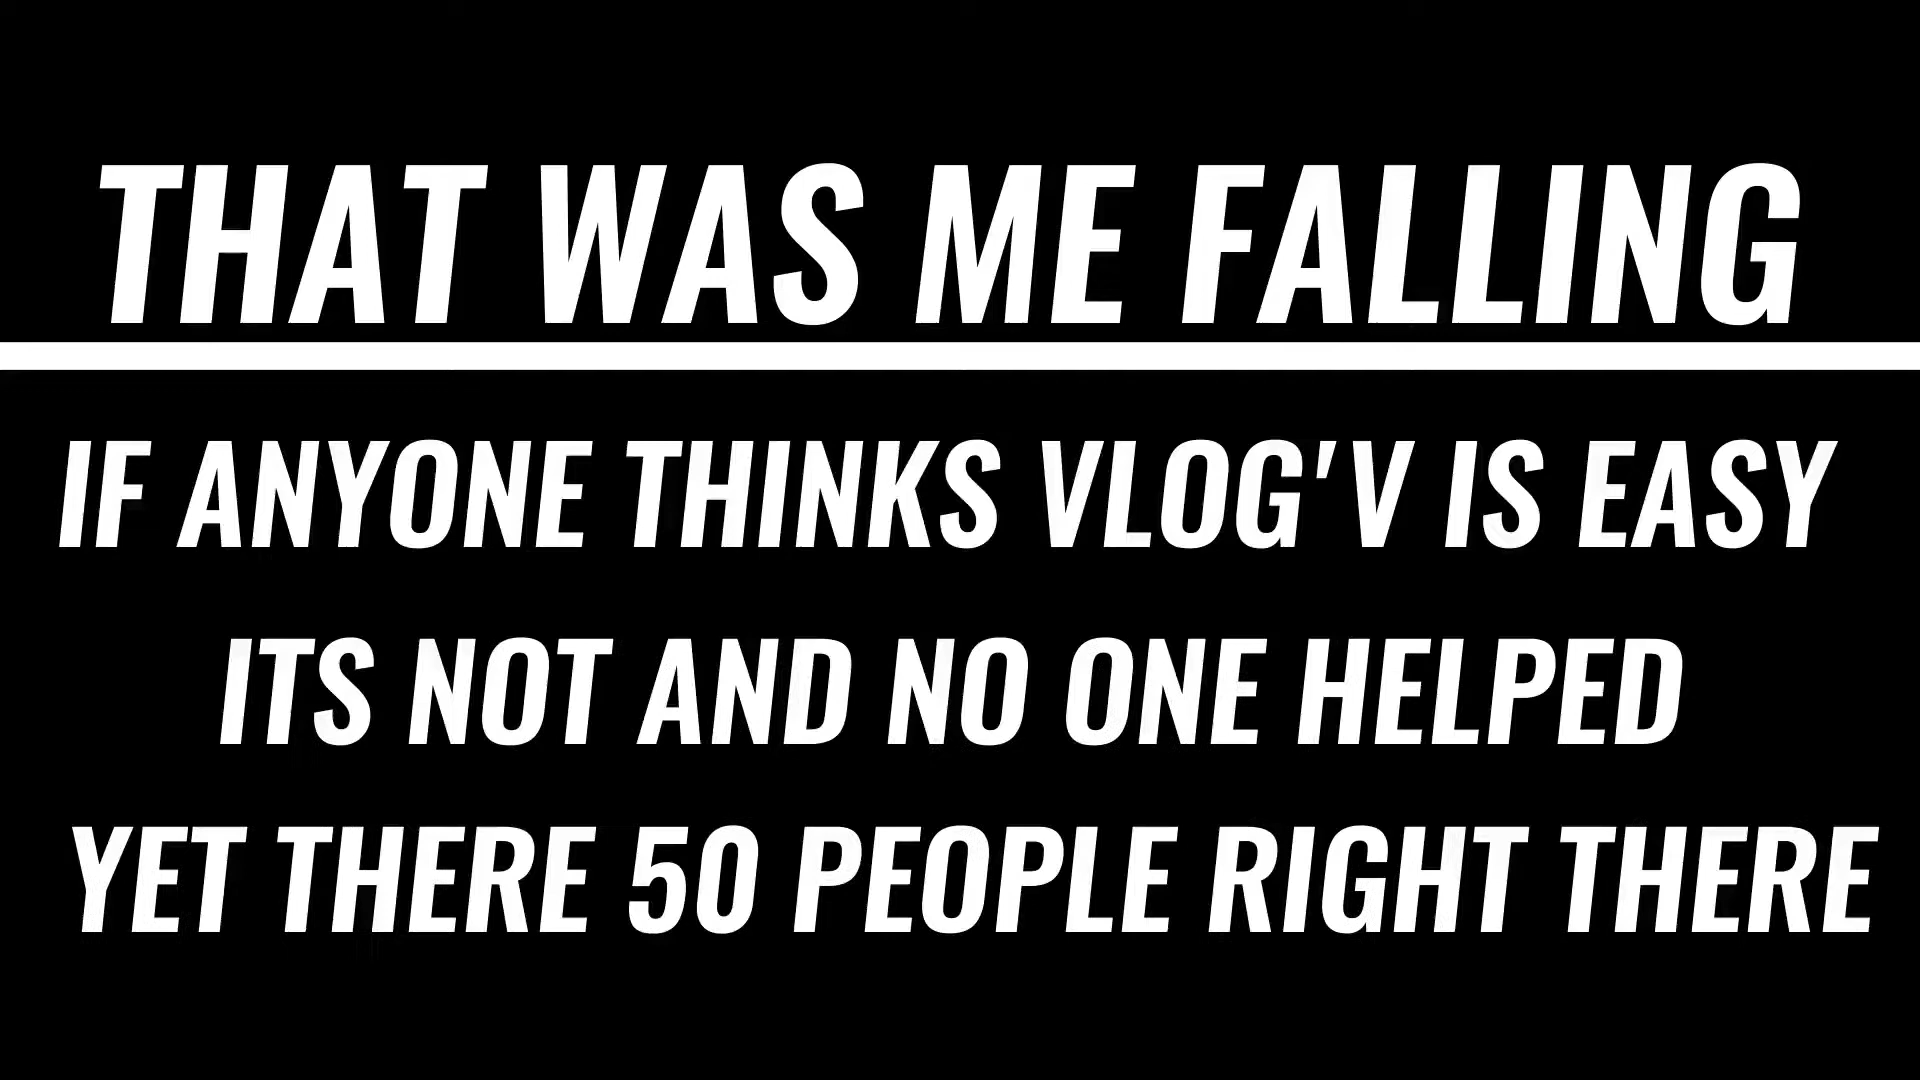 THAT WAS ME FALLING
IF ANYONE THINKS VLOG'V IS EASY
ITS NOT AND NO ONE HELPED
YET THERE 50 PEOPLE RIGHT THERE